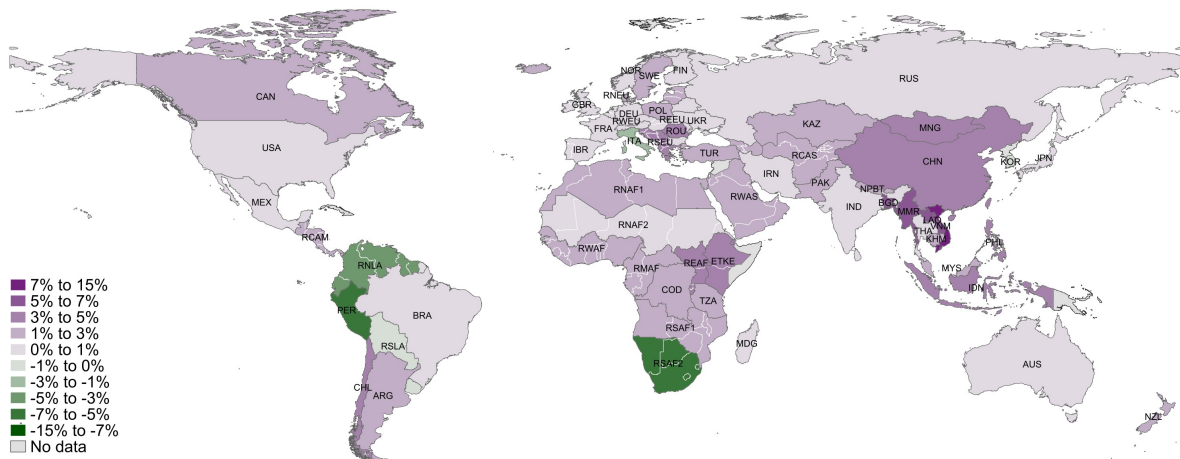 NOR
SWE
FIN
RUS
CAN
RNEU
GBR
DEU
POL
RWEU
REEU
UKR
FRA
ROU
KAZ
MNG
ITA
RSEU
USA
IBR
TUR
RCAS
CHN
KOR
JPN
IRN
PAK
NPBT
MEX
RNAF1
RWAS
IND
BGD
MMR
LAO
VNM
RNAF2
THA
KHM
PHL
RCAM
RWAF
RNLA
RMAF
REAF
ETKE
MYS
7% to 15%
COD
IDN
5% to 7%
PER
TZA
3% to 5%
BRA
1% to 3%
RSAF1
0% to 1%
RSLA
MDG
-1% to 0%
RSAF2
AUS
-3% to -1%
CHL
-5% to -3%
ARG
-7% to -5%
NZL
-15% to -7%
No data